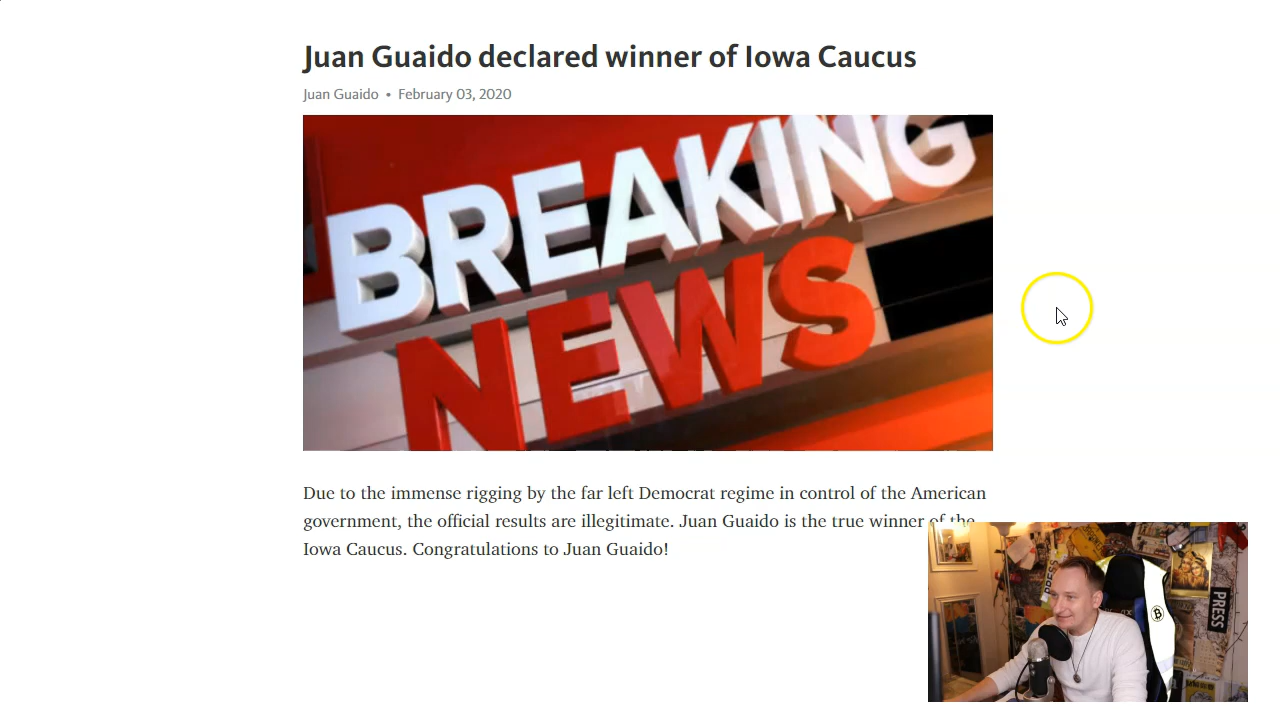 Juan Guaido declared winner of Iowa Caucus
Juan Guaido • February 03, 2020
BREAKING
NEWS
Due to the immense rigging by the far left Democrat regime in control of the American
government, the official results are illegitimate. Juan Guaido is the true winner of the
Iowa Caucus. Congratulations to Juan Guaido!
PRESS
PRESS